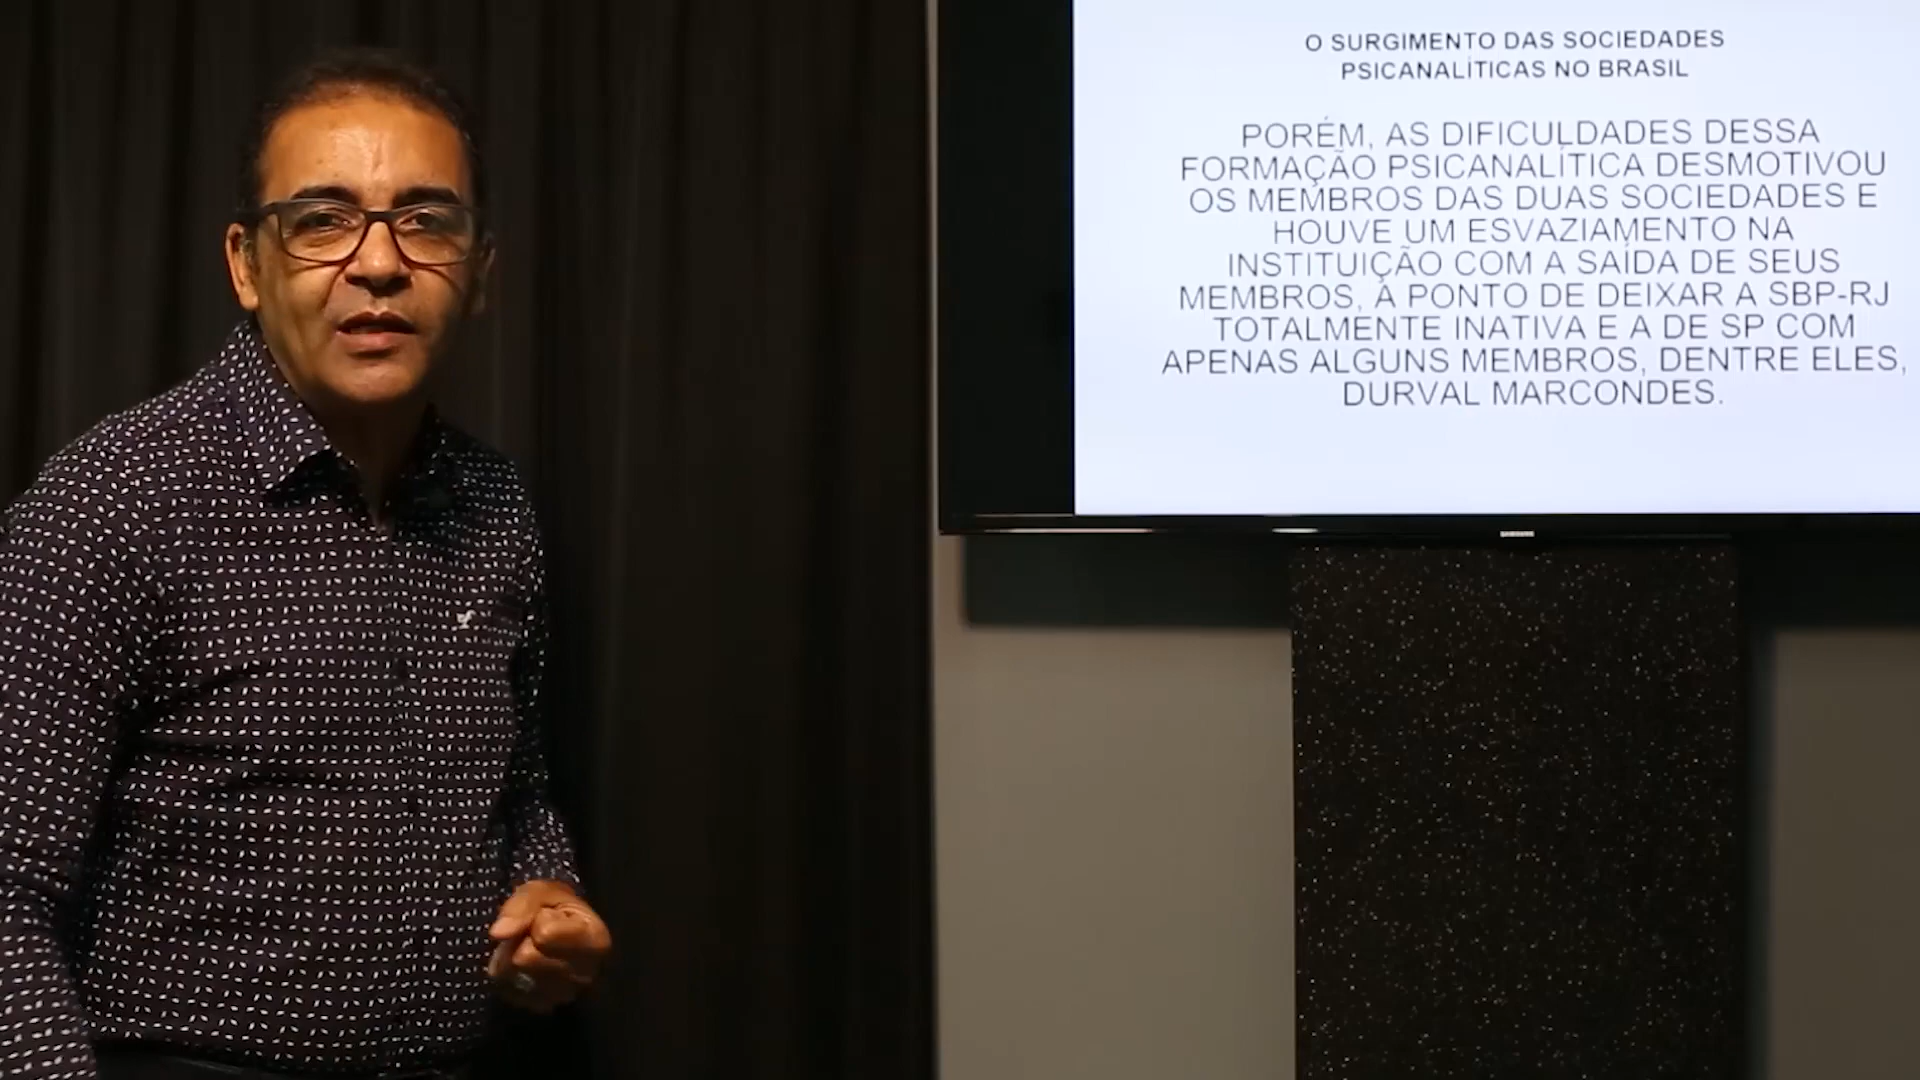 O SURGIMENTO DAS SOCIEDADES
PSICANALÍTICAS NO BRASIL
PORÉM, AS DIFICULDADES DESSA
FORMAÇÃO PSICANALÍTICA DESMOTIVOU
OS MEMBROS DAS DUAS SOCIEDADES E
HOUVE UM ESVAZIAMENTO NA
INSTITUIÇÃO COM A SAÍDA DE SEUS
MEMBROS, A PONTO DE DEIXAR A SBP-RJ
TOTALMENTE INATIVA E A DE SP COM
APENAS ALGUNS MEMBROS, DENTRE ELES,
DURVAL MARCONDES.
SAMSUNG